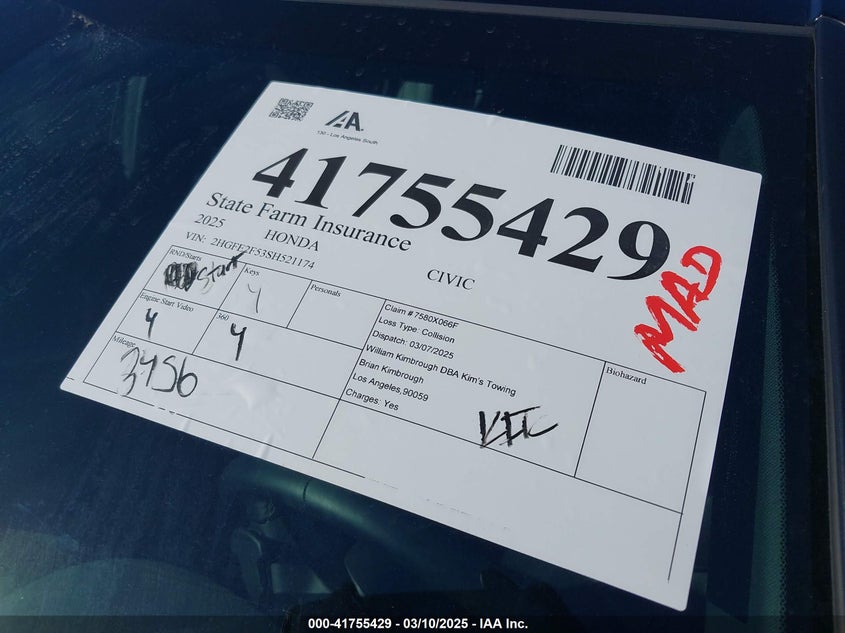 IAA.
130 - Los Angeles South
41755429
State Farm Insurance
2025 HONDA CIVIC
VIN: 2HGFE2F53SH521174
RND/Starts
Start
Keys
Y
Personals
Engine Start Video
Y
360
Y
Mileage
3456
Claim # 7580X066F
Loss Type: Collision
Dispatch: 03/07/2025
William Kimbrough DBA Kim's Towing
Brian Kimbrough
Los Angeles,90059
Charges: Yes
Biohazard
MAD
000-41755429 - 03/10/2025 - IAA Inc.